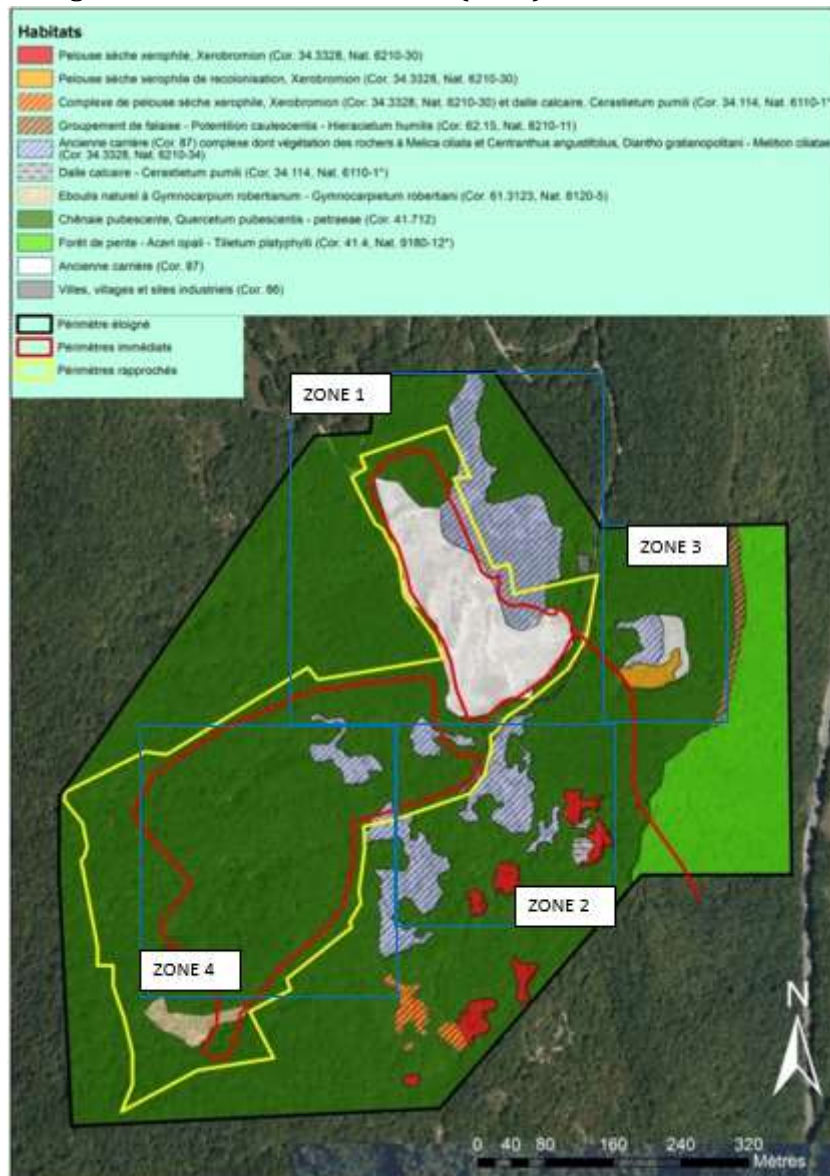 Habitats
Pelouse sèche xerophile, Xerobromion (Cor. 34.3328, Nat. 6210-30)
Pelouse sèche xerophile de recolonisation, Xerobromion (Cor. 34.3328, Nat. 6210-30)
Complexe de pelouse sèche xerophile, Xerobromion (Cor. 34.3328, Nat. 6210-30) et dalle calcaire, Cerastietum pumili (Cor. 34.114, Nat. 6110-1*
Groupement de falaise - Potentilion caulescentis - Hieracietum humilis (Cor. 62.15, Nat. 8210-11)
Ancienne carrière (Cor. 87) complexe dont végétation des rochers à Melica ciliata et Centranthus angustifolius, Diantho gratianopolitani - Melition ciliatae
(Cor. 34.3328, Nat. 6210-34)
Dalle calcaire - Cerastietum pumili (Cor. 34.114, Nat. 6110-1*)
Eboulis naturel à Gymnocarpium robertianum - Gymnocarpietum robertiani (Cor. 61.3123, Nat. 8120-5)
Chênaie pubescente, Quercetum pubescentis - petraeae (Cor. 41.712)
Forêt de pente - Aceri opali - Tilietum platyphylli (Cor. 41.4, Nat. 9180-12*)
Ancienne carrière (Cor. 87)
Villes, villages et sites industriels (Cor. 86)
Périmètre éloigné
Périmètres immédiats
Périmètres rapprochés
ZONE 1
ZONE 3
ZONE 2
ZONE 4
N
0 40 80 160 240 320
Mètres